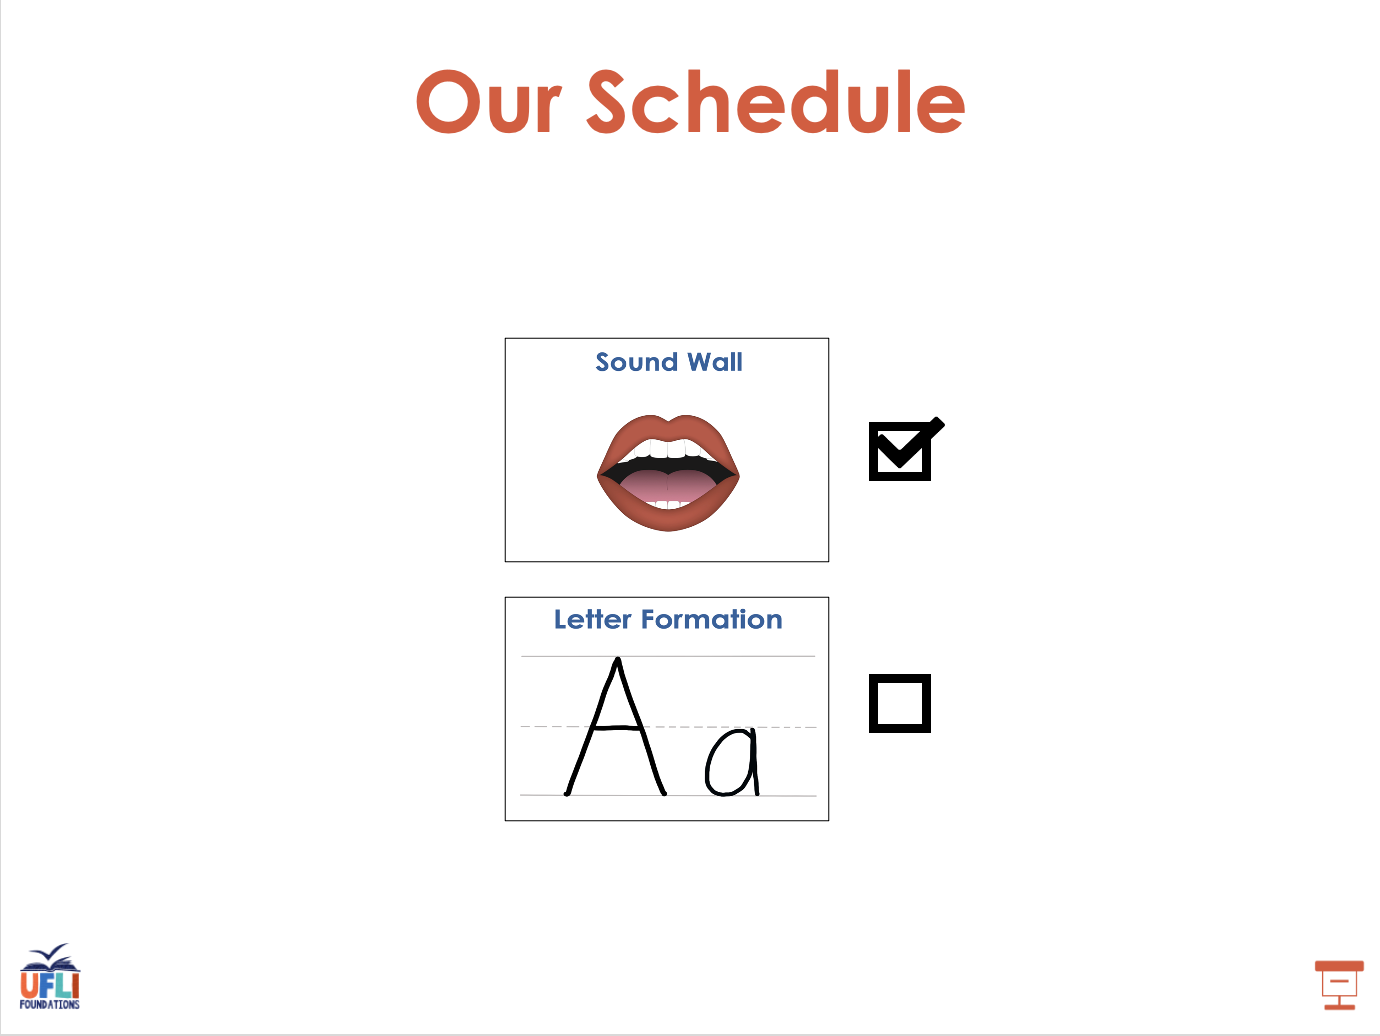 Our Schedule
Sound Wall
Letter Formation
A a
UFLI
FOUNDATIONS